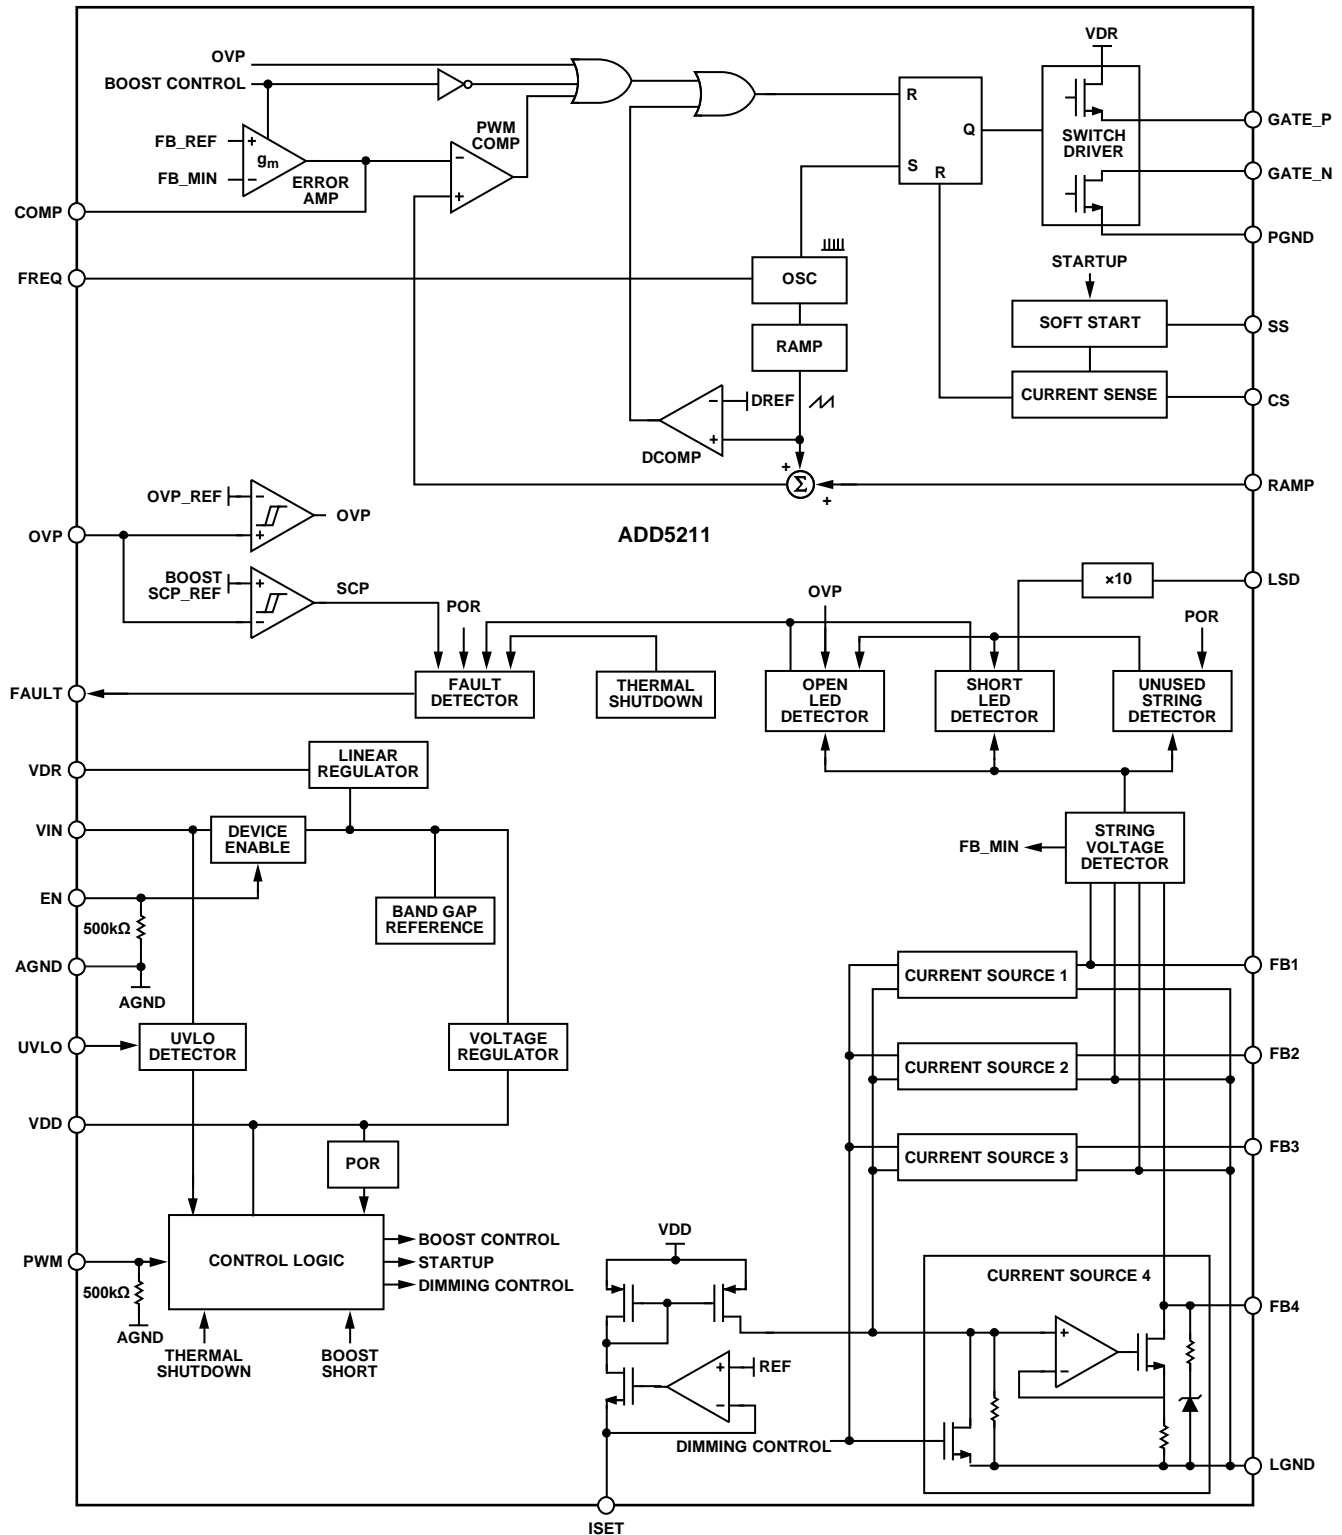 VDR
OVP
BOOST CONTROL
R
Q
S
R
SWITCH
DRIVER
GATE_P
GATE_N
PGND
PWM
COMP
FB_REF
+
gm
FB_MIN
−
ERROR
AMP
−
+
COMP
FREQ
OSC
STARTUP
SOFT START
SS
RAMP
CURRENT SENSE
CS
−
DREF
+
DCOMP
+
Σ
+
RAMP
OVP_REF
−
OVP
+
OVP
ADD5211
BOOST
SCP_REF
+
−
SCP
×10
LSD
POR
OVP
POR
FAULT
FAULT
DETECTOR
THERMAL
SHUTDOWN
OPEN
LED
DETECTOR
SHORT
LED
DETECTOR
UNUSED
STRING
DETECTOR
VDR
LINEAR
REGULATOR
VIN
DEVICE
ENABLE
FB_MIN
STRING
VOLTAGE
DETECTOR
EN
500kΩ
BAND GAP
REFERENCE
AGND
AGND
CURRENT SOURCE 1
FB1
UVLO
UVLO
DETECTOR
VOLTAGE
REGULATOR
CURRENT SOURCE 2
FB2
VDD
POR
CURRENT SOURCE 3
FB3
PWM
500kΩ
AGND
CONTROL LOGIC
BOOST CONTROL
STARTUP
DIMMING CONTROL
THERMAL
SHUTDOWN
BOOST
SHORT
VDD
CURRENT SOURCE 4
FB4
+
−
+
REF
−
DIMMING CONTROL
LGND
ISET